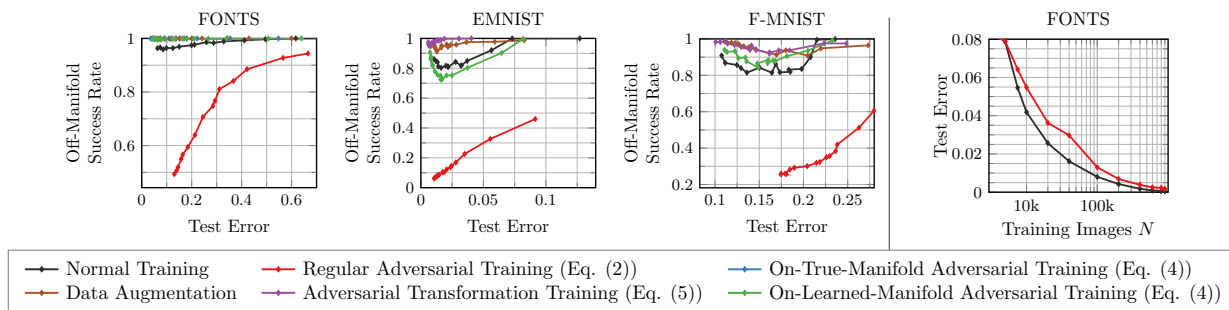 FONTS
Off-Manifold
Success Rate
1
0.8
0.6
0
0.2
0.4
0.6
Test Error
EMNIST
Off-Manifold
Success Rate
1
0.8
0.6
0.4
0.2
0
0
0.05
0.1
Test Error
F-MNIST
Off-Manifold
Success Rate
1
0.8
0.6
0.4
0.2
0.1
0.15
0.2
0.25
Test Error
FONTS
Test Error
0.08
0.06
0.04
0.02
0
10k
100k
Training Images N
Normal Training
Regular Adversarial Training (Eq. (2))
On-True-Manifold Adversarial Training (Eq. (4))
Data Augmentation
Adversarial Transformation Training (Eq. (5))
On-Learned-Manifold Adversarial Training (Eq. (4))